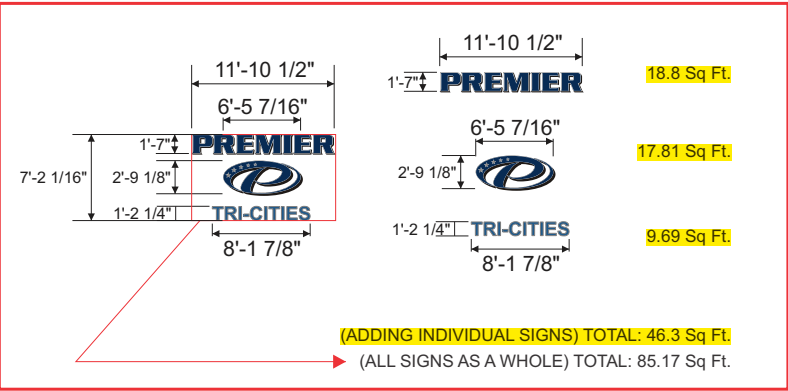 11'-10 1/2"
6'-5 7/16"
1'-7"
PREMIER
7'-2 1/16"
2'-9 1/8"
P
1'-2 1/4"
TRI-CITIES
8'-1 7/8"
11'-10 1/2"
1'-7"
PREMIER
18.8 Sq Ft.
6'-5 7/16"
2'-9 1/8"
P
17.81 Sq Ft.
1'-2 1/4"
TRI-CITIES
9.69 Sq Ft.
8'-1 7/8"
(ADDING INDIVIDUAL SIGNS) TOTAL: 46.3 Sq Ft.
(ALL SIGNS AS A WHOLE) TOTAL: 85.17 Sq Ft.